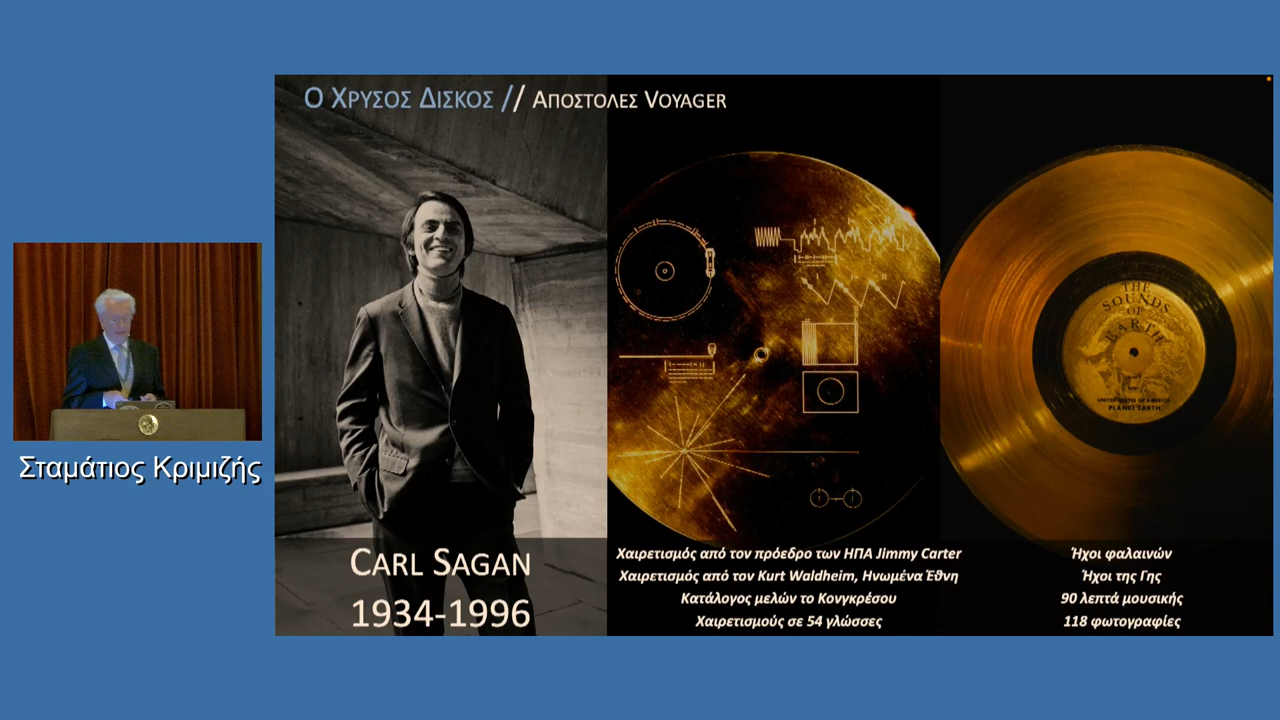 Ο ΧΡΥΣΟΣ ΔΙΣΚΟΣ // ΑΠΟΣΤΟΛΕΣ VOYAGER
Σταμάτιος Κριμιζής
CARL SAGAN
1934-1996
Χαιρετισμός από τον πρόεδρο των ΗΠΑ Jimmy Carter
Χαιρετισμός από τον Kurt Waldheim, Ηνωμένα Έθνη
Κατάλογος μελών το Κονγκρέσου
Χαιρετισμούς σε 54 γλώσσες
THE
SOUNDS
OF
EARTH
UNITED STATES OF AMERICA
PLANET EARTH
Ήχοι φαλαινών
Ήχοι της Γης
90 λεπτά μουσικής
118 φωτογραφίες